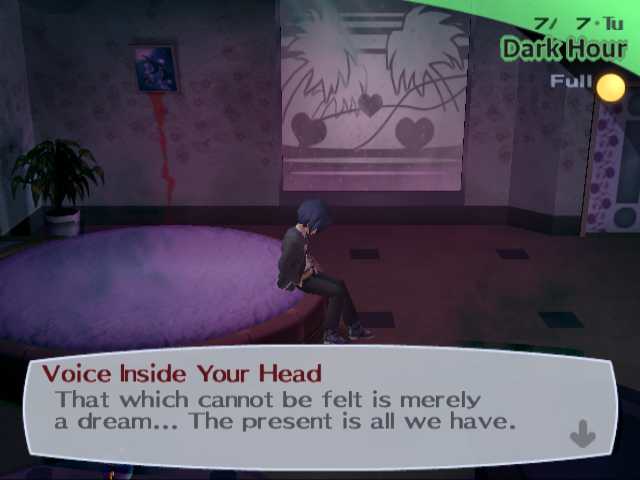 7/ 7·Tu
Dark Hour
Full
Voice Inside Your Head
That which cannot be felt is merely
a dream... The present is all we have.